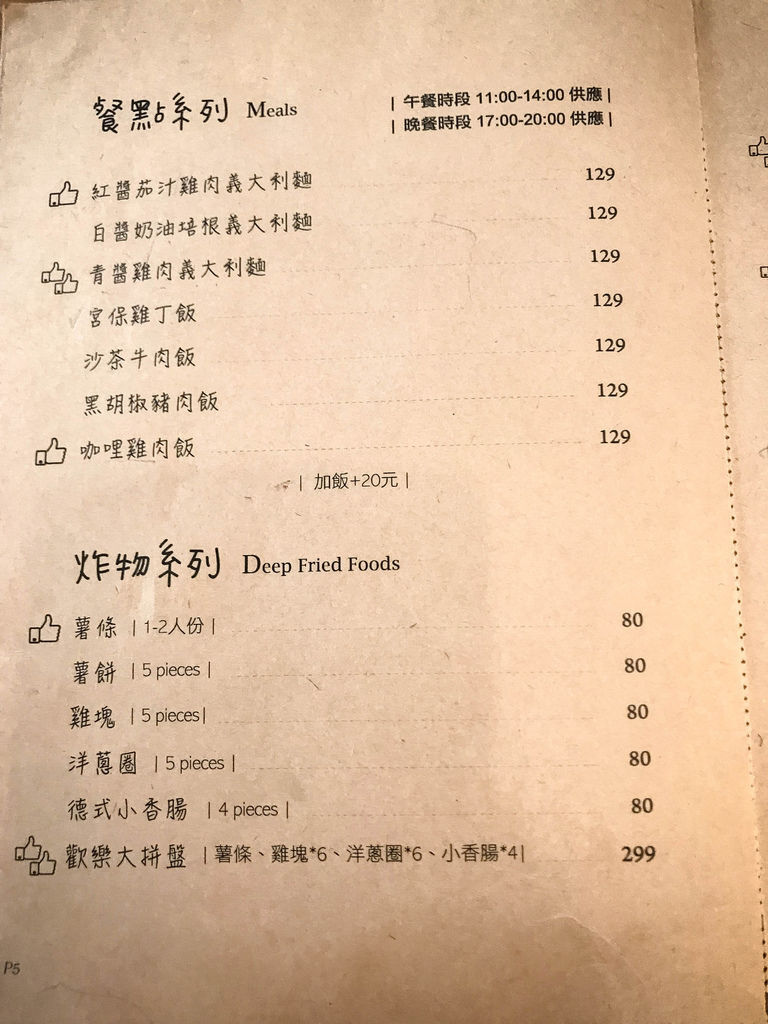 餐點系列 Meals
| 午餐時段 11:00-14:00 供應 |
| 晚餐時段 17:00-20:00 供應 |
紅醬茄汁雞肉義大利麵 129
白醬奶油培根義大利麵 129
青醬雞肉義大利麵 129
宮保雞丁飯 129
沙茶牛肉飯 129
黑胡椒豬肉飯 129
咖哩雞肉飯 129
| 加飯+20元 |
炸物系列 Deep Fried Foods
薯條 | 1-2人份 | 80
薯餅 | 5 pieces | 80
雞塊 | 5 pieces | 80
洋蔥圈 | 5 pieces | 80
德式小香腸 | 4 pieces | 80
歡樂大拼盤 | 薯條、雞塊*6、洋蔥圈*6、小香腸*4 | 299
P5